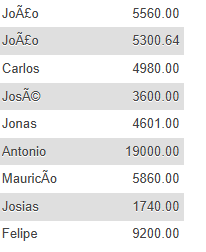 JoÃ£o 5560.00
JoÃ£o 5300.64
Carlos 4980.00
JosÃ© 3600.00
Jonas 4601.00
Antonio 19000.00
MauricÃo 5860.00
Josias 1740.00
Felipe 9200.00